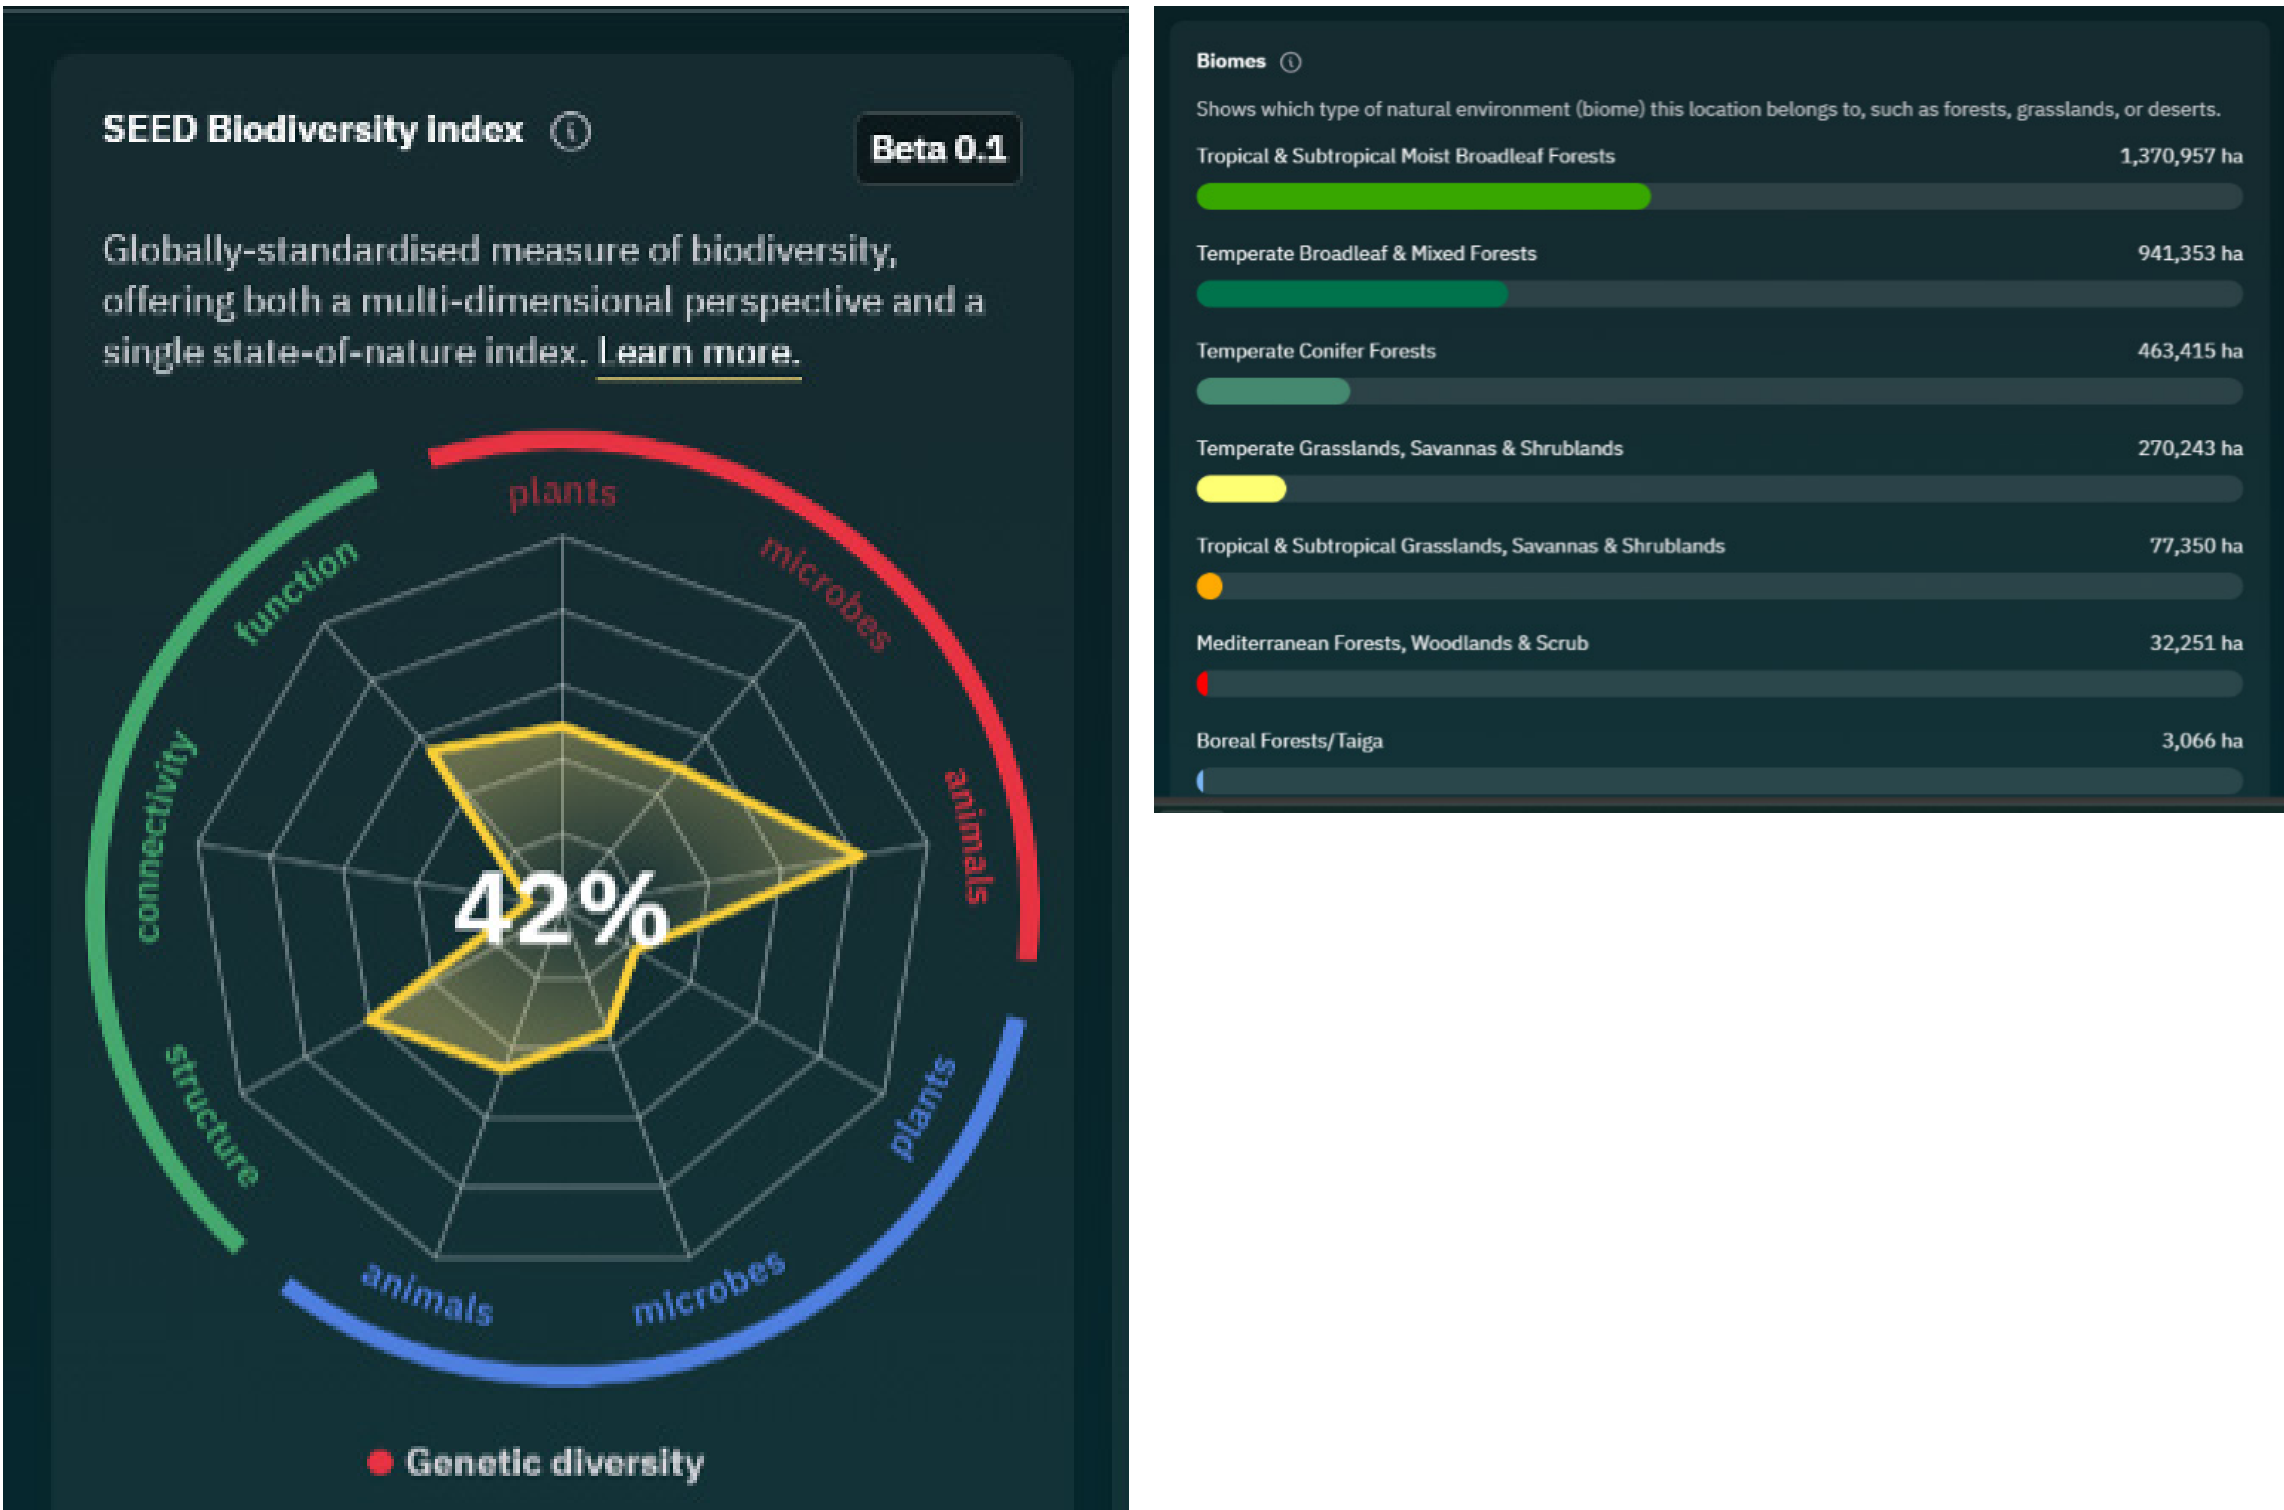 SEED Biodiversity index
Beta 0.1
Globally-standardised measure of biodiversity,
offering both a multi-dimensional perspective and a
single state-of-nature index. Learn more.
plants
microbes
animals
plants
microbes
animals
structure
connectivity
function
42%
Genetic diversity
Biomes
Shows which type of natural environment (biome) this location belongs to, such as forests, grasslands, or deserts.
Tropical & Subtropical Moist Broadleaf Forests 1,370,957 ha
Temperate Broadleaf & Mixed Forests 941,353 ha
Temperate Conifer Forests 463,415 ha
Temperate Grasslands, Savannas & Shrublands 270,243 ha
Tropical & Subtropical Grasslands, Savannas & Shrublands 77,350 ha
Mediterranean Forests, Woodlands & Scrub 32,251 ha
Boreal Forests/Taiga 3,066 ha